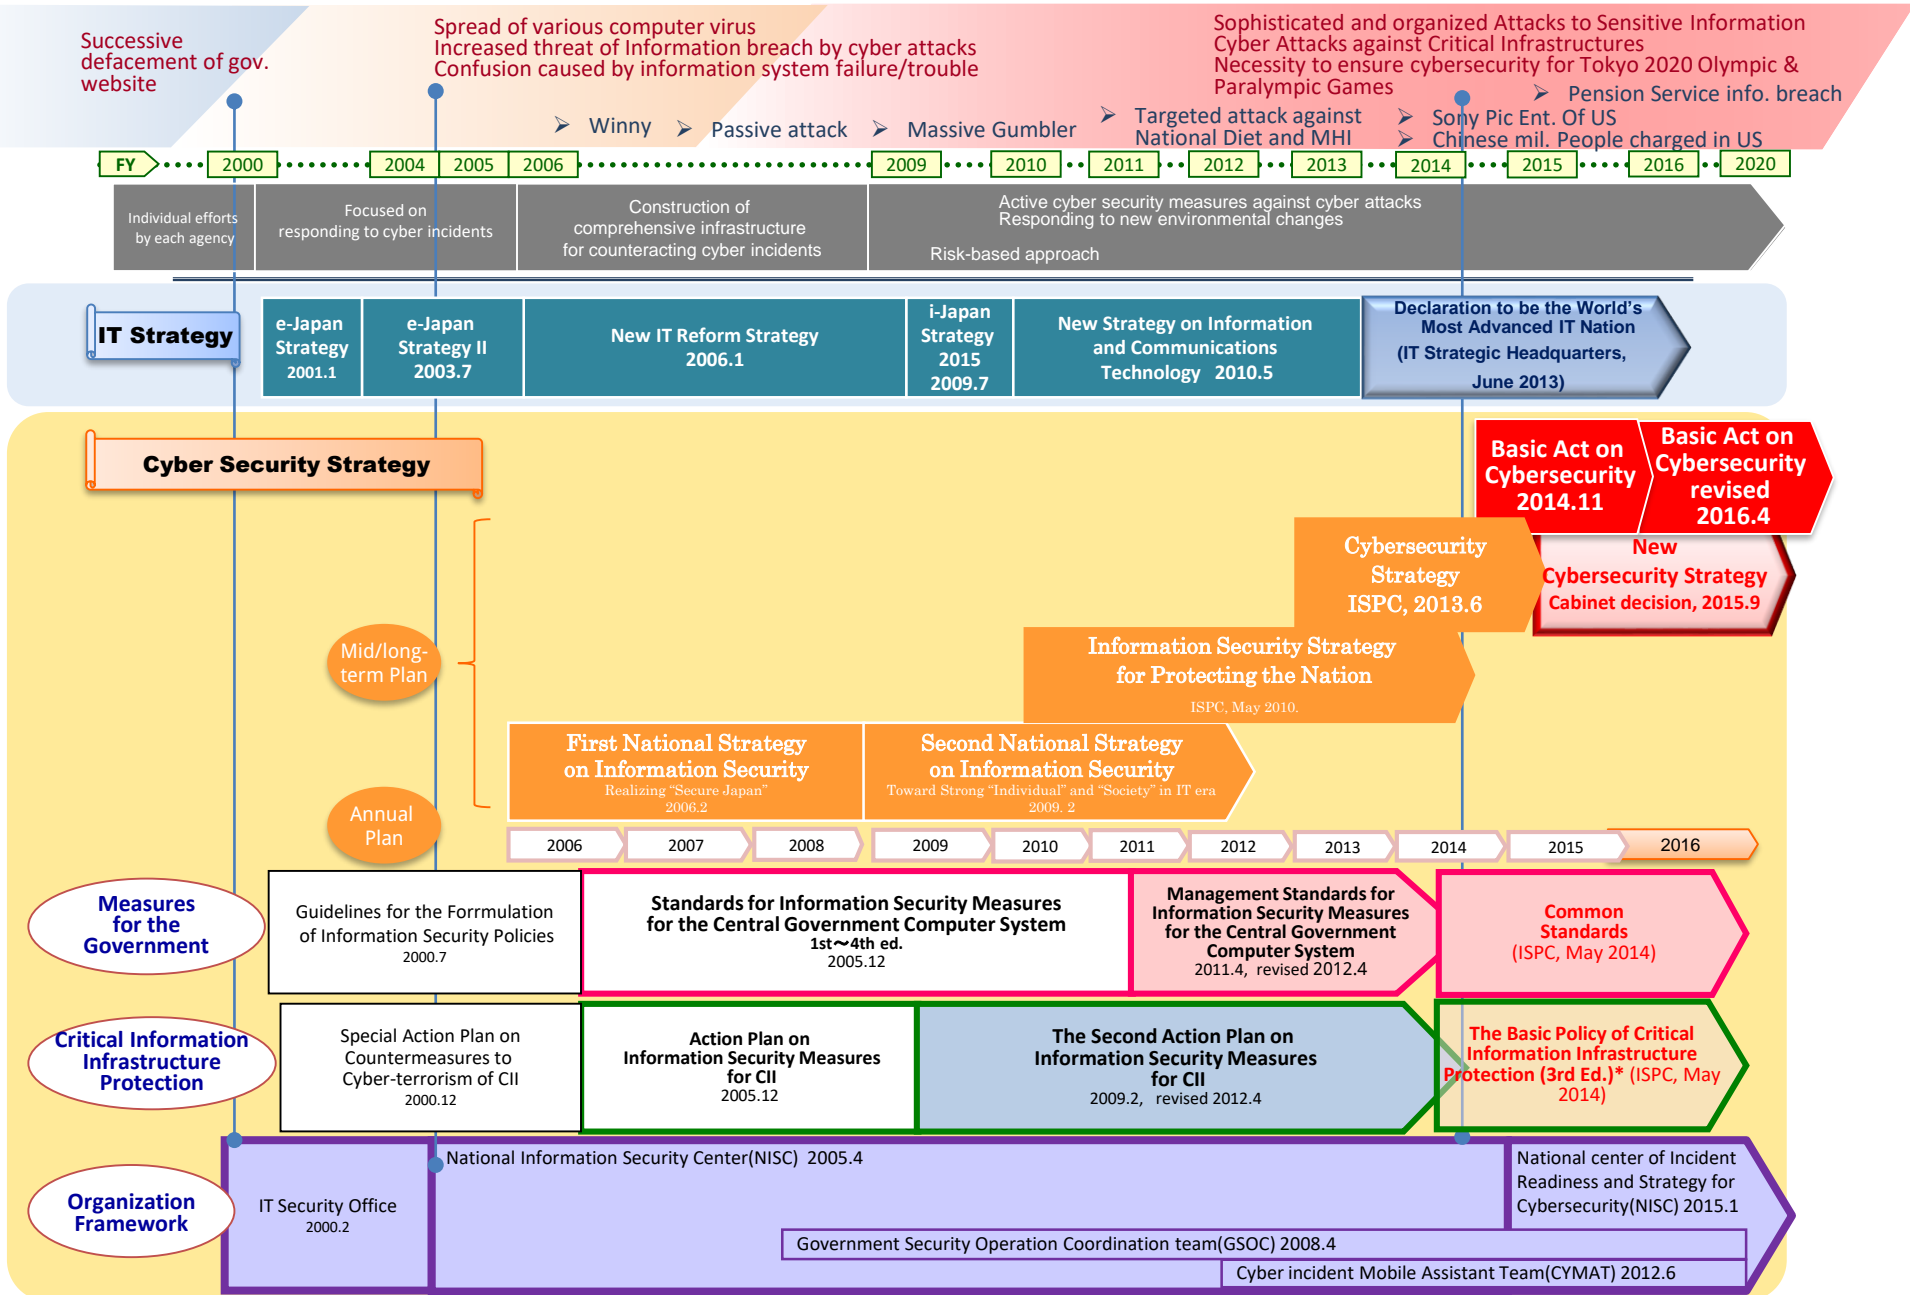 Successive
defacement of gov.
website
Spread of various computer virus
Increased threat of Information breach by cyber attacks
Confusion caused by information system failure/trouble
Sophisticated and organized Attacks to Sensitive Information
Cyber Attacks against Critical Infrastructures
Necessity to ensure cybersecurity for Tokyo 2020 Olympic &
Paralympic Games
➢ Pension Service info. breach
➢ Winny
➢ Passive attack
➢ Massive Gumbler
➢ Targeted attack against
National Diet and MHI
➢ Sony Pic Ent. Of US
➢ Chinese mil. People charged in US
FY 2000 2004 2005 2006 2009 2010 2011 2012 2013 2014 2015 2016 2020
Individual efforts
by each agency
Focused on
responding to cyber incidents
Construction of
comprehensive infrastructure
for counteracting cyber incidents
Active cyber security measures against cyber attacks
Responding to new environmental changes
Risk-based approach
IT Strategy
e-Japan
Strategy
2001.1
e-Japan
Strategy II
2003.7
New IT Reform Strategy
2006.1
i-Japan
Strategy
2015
2009.7
New Strategy on Information
and Communications
Technology 2010.5
Declaration to be the World's
Most Advanced IT Nation
(IT Strategic Headquarters,
June 2013)
Cyber Security Strategy
Basic Act on
Cybersecurity
2014.11
Basic Act on
Cybersecurity
revised
2016.4
Cybersecurity
Strategy
ISPC, 2013.6
New
Cybersecurity Strategy
Cabinet decision, 2015.9
Mid/long-
term Plan
Information Security Strategy
for Protecting the Nation
ISPC, May 2010.
First National Strategy
on Information Security
Realizing "Secure Japan"
2006.2
Second National Strategy
on Information Security
Toward Strong "Individual" and "Society" in IT era
2009. 2
Annual
Plan
2006 2007 2008 2009 2010 2011 2012 2013 2014 2015 2016
Measures
for the
Government
Guidelines for the Forrmulation
of Information Security Policies
2000.7
Standards for Information Security Measures
for the Central Government Computer System
1st～4th ed.
2005.12
Management Standards for
Information Security Measures
for the Central Government
Computer System
2011.4, revised 2012.4
Common
Standards
(ISPC, May 2014)
Critical Information
Infrastructure
Protection
Special Action Plan on
Countermeasures to
Cyber-terrorism of CII
2000.12
Action Plan on
Information Security Measures
for CII
2005.12
The Second Action Plan on
Information Security Measures
for CII
2009.2, revised 2012.4
The Basic Policy of Critical
Information Infrastructure
Protection (3rd Ed.)* (ISPC, May
2014)
Organization
Framework
IT Security Office
2000.2
National Information Security Center(NISC) 2005.4
National center of Incident
Readiness and Strategy for
Cybersecurity(NISC) 2015.1
Government Security Operation Coordination team(GSOC) 2008.4
Cyber incident Mobile Assistant Team(CYMAT) 2012.6